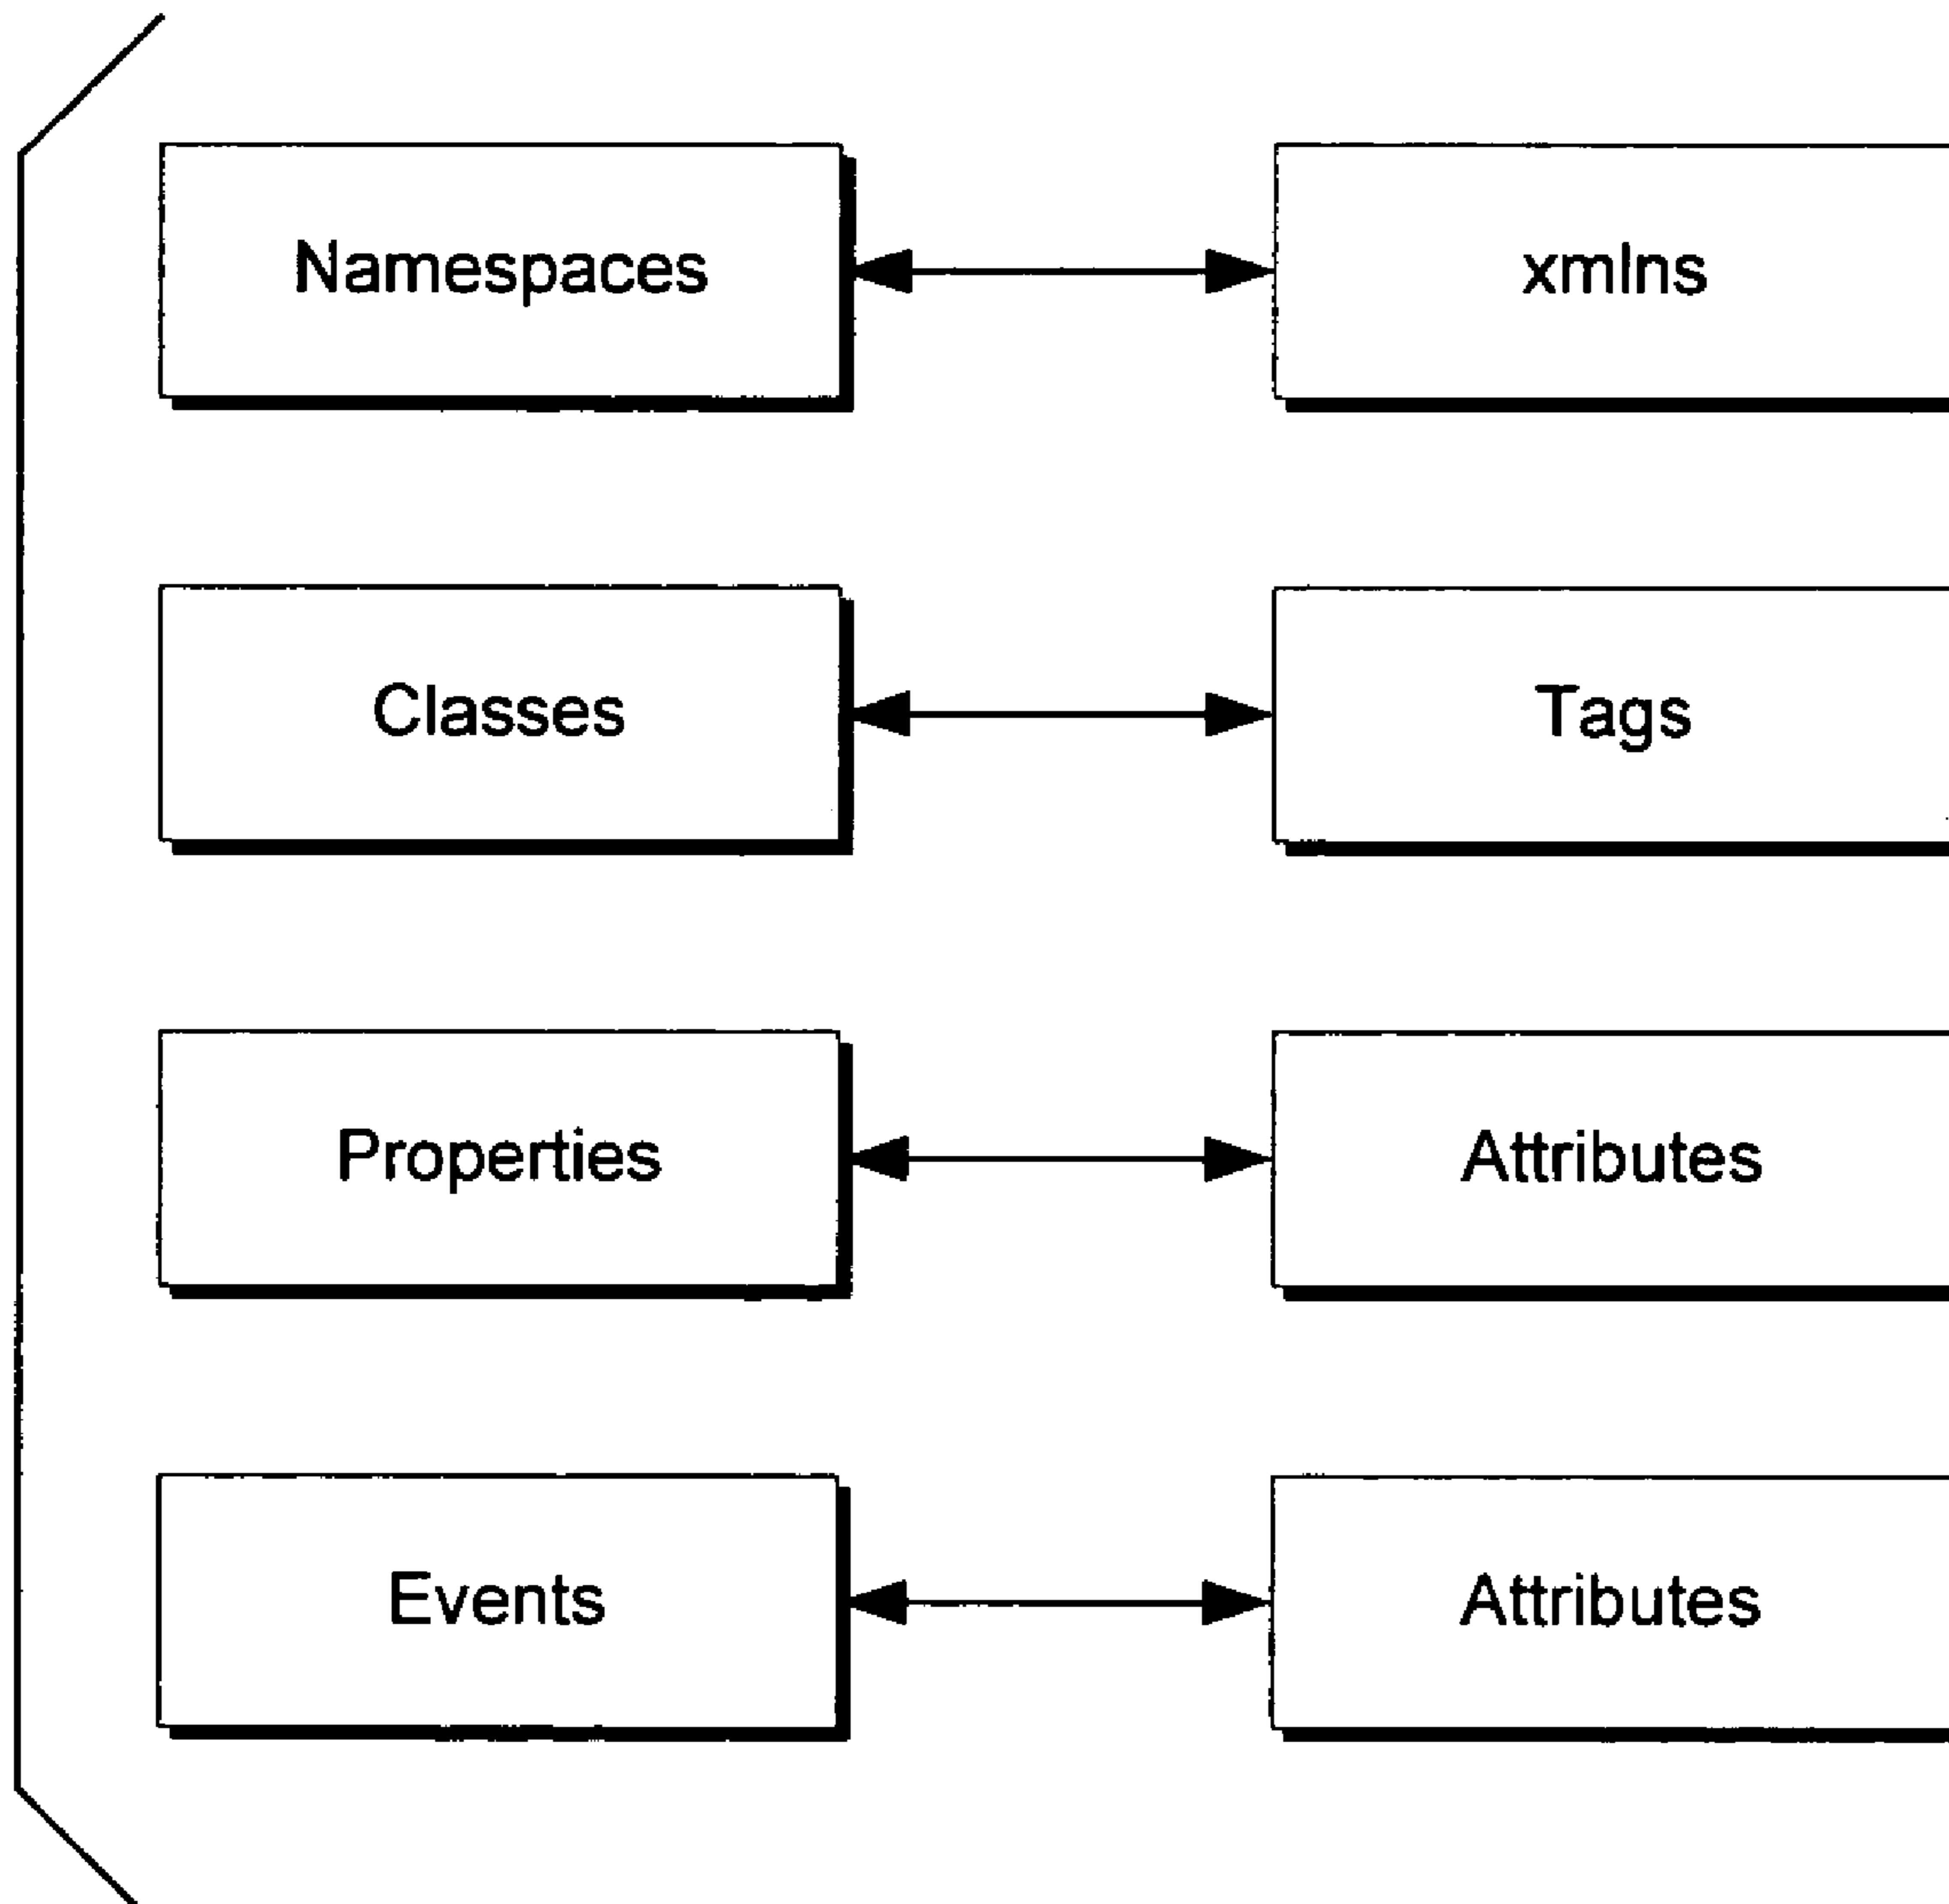 Namespaces
xmlns
Classes
Tags
Properties
Attributes
Events
Attributes